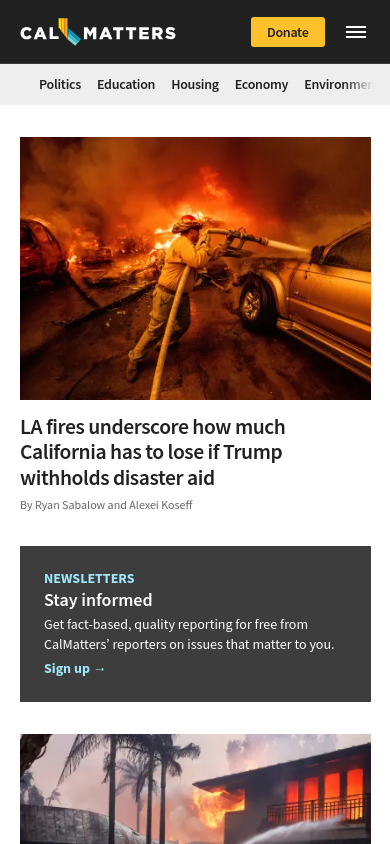 CAL MATTERS
Donate
Politics Education Housing Economy
LA fires underscore how much
California has to lose if Trump
withholds disaster aid
By Ryan Sabalow and Alexei Koseff
NEWSLETTERS
Stay informed
Get fact-based, quality reporting for free from
CalMatters’ reporters on issues that matter to you.
Sign up →